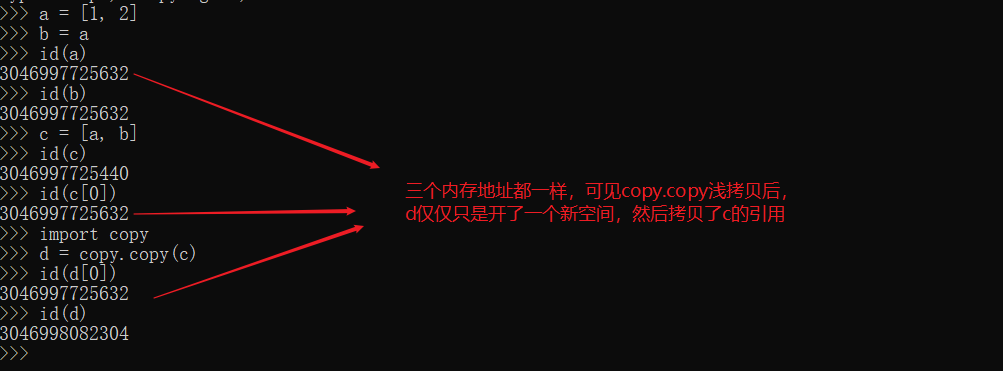 >>> a = [1, 2]
>>> b = a
>>> id(a)
3046997725632
>>> id(b)
3046997725632
>>> c = [a, b]
>>> id(c)
3046997725440
>>> id(c[0])
3046997725632
>>> import copy
>>> d = copy.copy(c)
>>> id(d[0])
3046997725632
>>> id(d)
3046998082304
>>>
三个内存地址都一样，可见copy.copy浅拷贝后，
d仅仅只是开了一个新空间，然后拷贝了c的引用